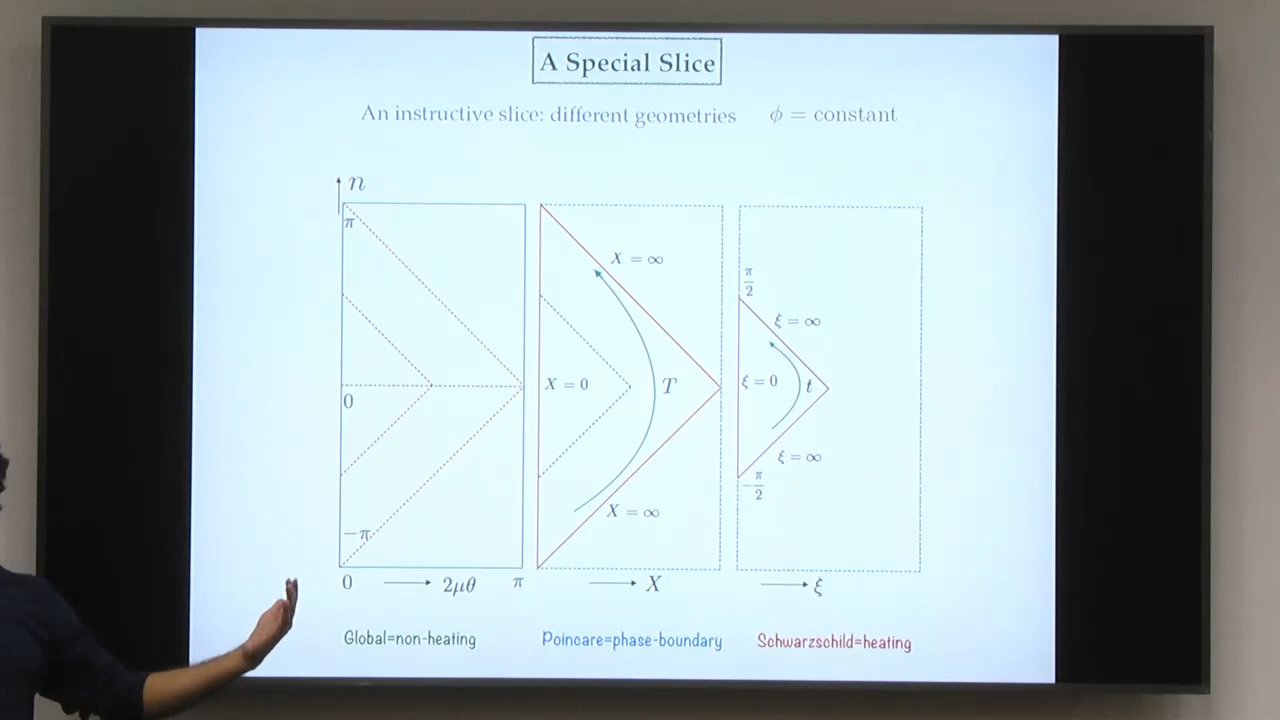 A Special Slice
An instructive slice: different geometries ϕ = constant
n
π
0
−π
0
2μθ
π
X = ∞
X = 0
T
X = ∞
X
π/2
ξ = ∞
ξ = 0
t
ξ = ∞
−π/2
ξ
Global=non-heating
Poincare=phase-boundary
Schwarzschild=heating